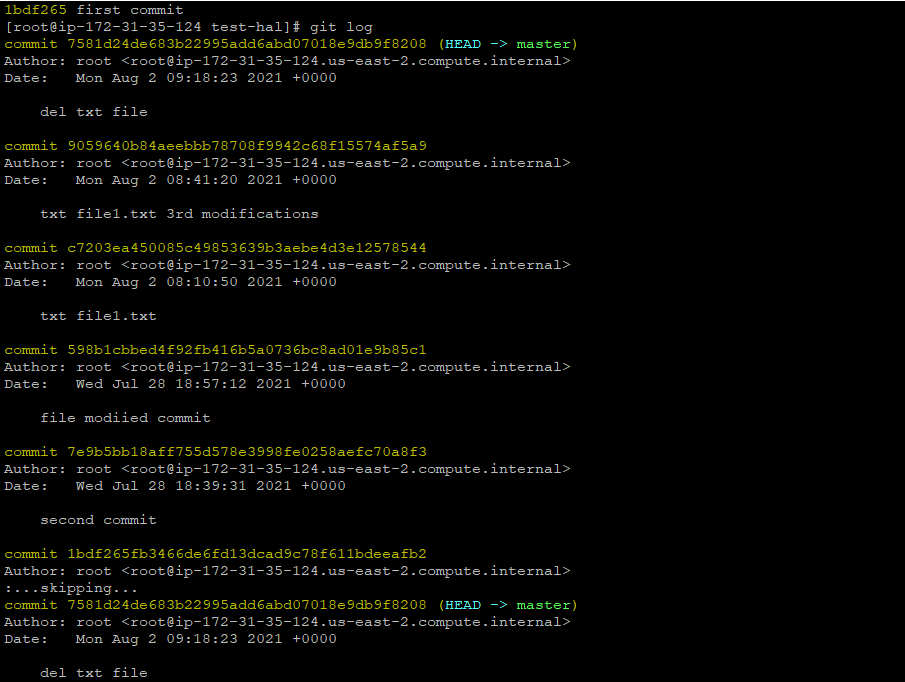 1bdf265 first commit
[root@ip-172-31-35-124 test-hal]# git log
commit 7581d24de683b22995add6abd07018e9db9f8208 (HEAD -> master)
Author: root <root@ip-172-31-35-124.us-east-2.compute.internal>
Date:   Mon Aug 2 09:18:23 2021 +0000

    del txt file

commit 9059640b84aeebbb78708f9942c68f15574af5a9
Author: root <root@ip-172-31-35-124.us-east-2.compute.internal>
Date:   Mon Aug 2 08:41:20 2021 +0000

    txt file1.txt 3rd modifications

commit c7203ea450085c49853639b3aebe4d3e12578544
Author: root <root@ip-172-31-35-124.us-east-2.compute.internal>
Date:   Mon Aug 2 08:10:50 2021 +0000

    txt file1.txt

commit 598b1cbbed4f92fb416b5a0736bc8ad01e9b85c1
Author: root <root@ip-172-31-35-124.us-east-2.compute.internal>
Date:   Wed Jul 28 18:57:12 2021 +0000

    file modiied commit

commit 7e9b5bb18aff755d578e3998fe0258aefc70a8f3
Author: root <root@ip-172-31-35-124.us-east-2.compute.internal>
Date:   Wed Jul 28 18:39:31 2021 +0000

    second commit

commit 1bdf265fb3466de6fd13dcad9c78f611bdeeafb2
Author: root <root@ip-172-31-35-124.us-east-2.compute.internal>
:...skipping...
commit 7581d24de683b22995add6abd07018e9db9f8208 (HEAD -> master)
Author: root <root@ip-172-31-35-124.us-east-2.compute.internal>
Date:   Mon Aug 2 09:18:23 2021 +0000

    del txt file